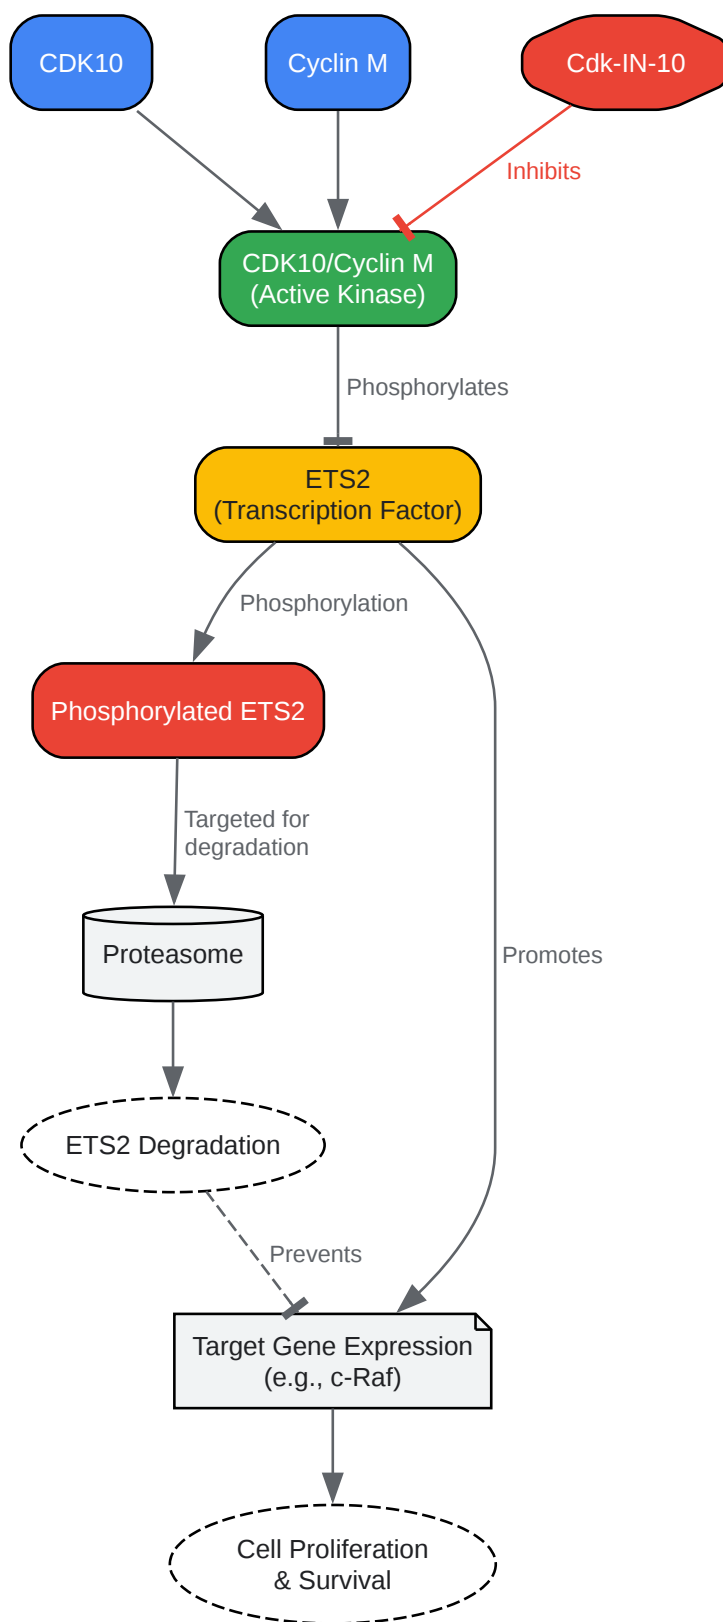 CDK10
Cyclin M
Cdk-IN-10
Inhibits
CDK10/Cyclin M
(Active Kinase)
Phosphorylates
ETS2
(Transcription Factor)
Phosphorylation
Phosphorylated ETS2
Targeted for
degradation
Proteasome
Promotes
ETS2 Degradation
Prevents
Target Gene Expression
(e.g., c-Raf)
Cell Proliferation
& Survival